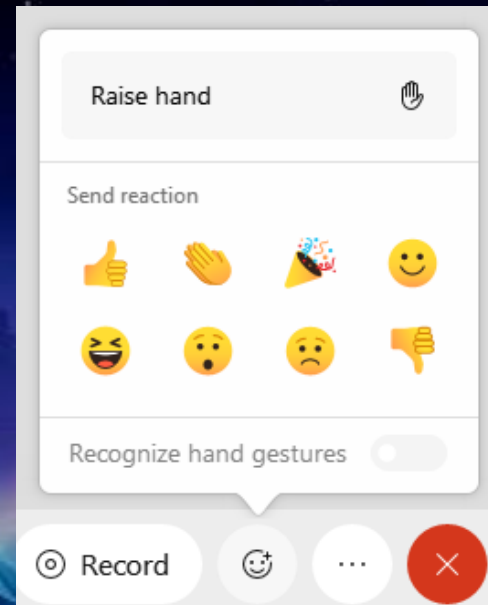 Raise hand
Send reaction
Recognize hand gestures
Record